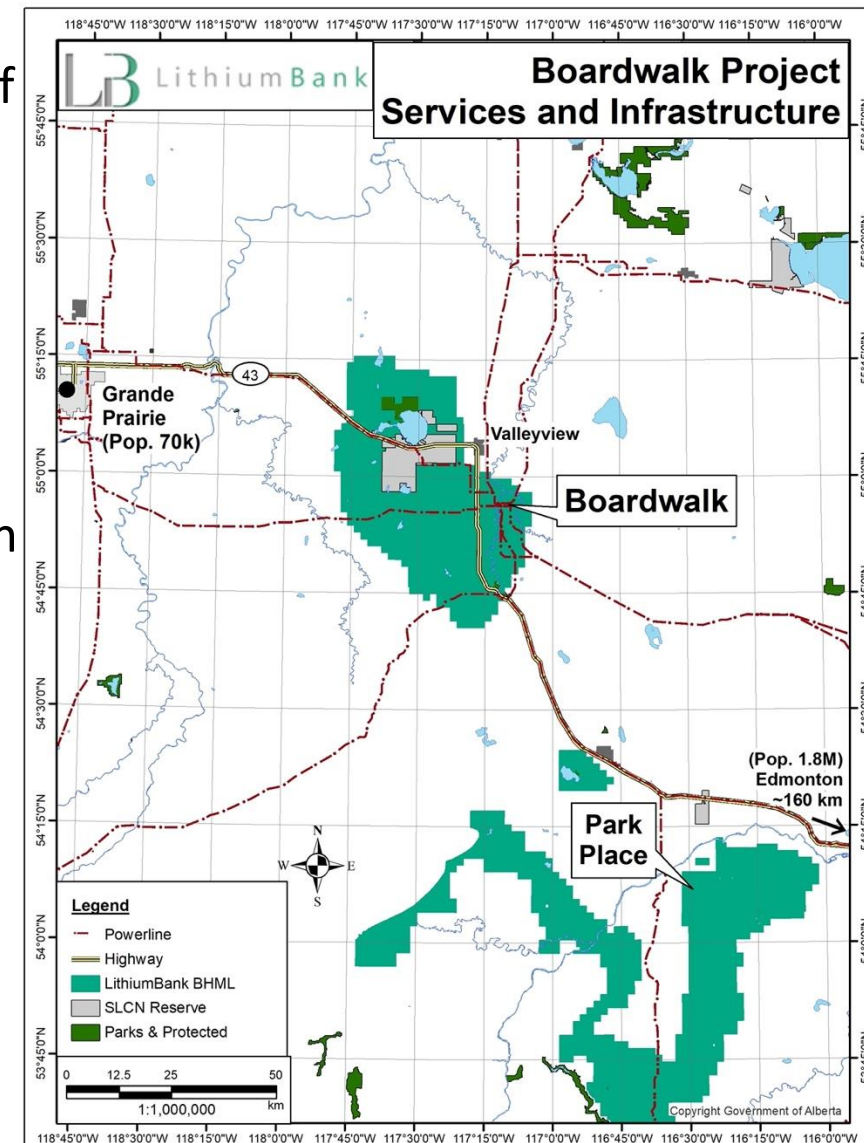 f
n
118°45'0"W 118°30'0"W 118°15'0"W 118°0'0"W 117°45'0"W 117°30'0"W 117°15'0"W 117°0'0"W 116°45'0"W 116°30'0"W 116°15'0"W 116°0'0"W
LB LithiumBank
Boardwalk Project
Services and Infrastructure
55°45'0"N
55°30'0"N
55°15'0"N
55°0'0"N
54°45'0"N
54°30'0"N
54°15'0"N
54°0'0"N
53°45'0"N
43
Grande
Prairie
(Pop. 70k)
Valleyview
Boardwalk
(Pop. 1.8M)
Edmonton
~160 km
Park
Place
N
W E
S
Legend
Powerline
Highway
LithiumBank BHML
SLCN Reserve
Parks & Protected
0 12.5 25 50
km
1:1,000,000
Copyright Government of Alberta
118°45'0"W 118°30'0"W 118°15'0"W 118°0'0"W 117°45'0"W 117°30'0"W 117°15'0"W 117°0'0"W 116°45'0"W 116°30'0"W 116°15'0"W 116°0'0"W